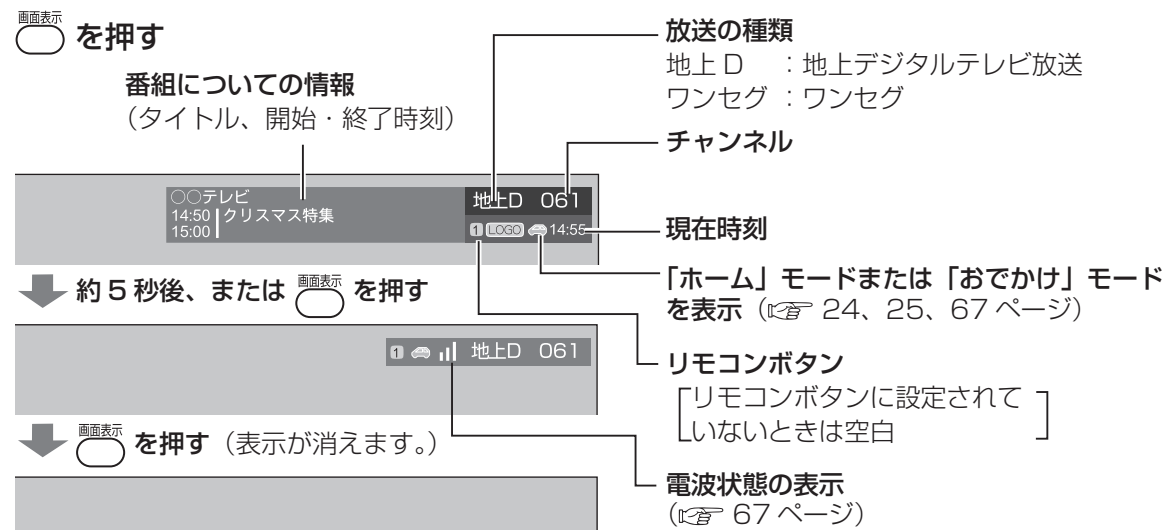 画面表示
を押す
番組についての情報
（タイトル、開始・終了時刻）
○○テレビ
14:50 クリスマス特集
15:00
地上D 061
1 LOGO 14:55
放送の種類
地上 D ：地上デジタルテレビ放送
ワンセグ ：ワンセグ
チャンネル
現在時刻
「ホーム」モードまたは「おでかけ」モード
を表示（☞ 24、25、67 ページ）
約 5 秒後、または 画面表示 を押す
1 地上D 061
リモコンボタン
リモコンボタンに設定されて
いないときは空白
画面表示 を押す（表示が消えます。）
電波状態の表示
（☞ 67 ページ）